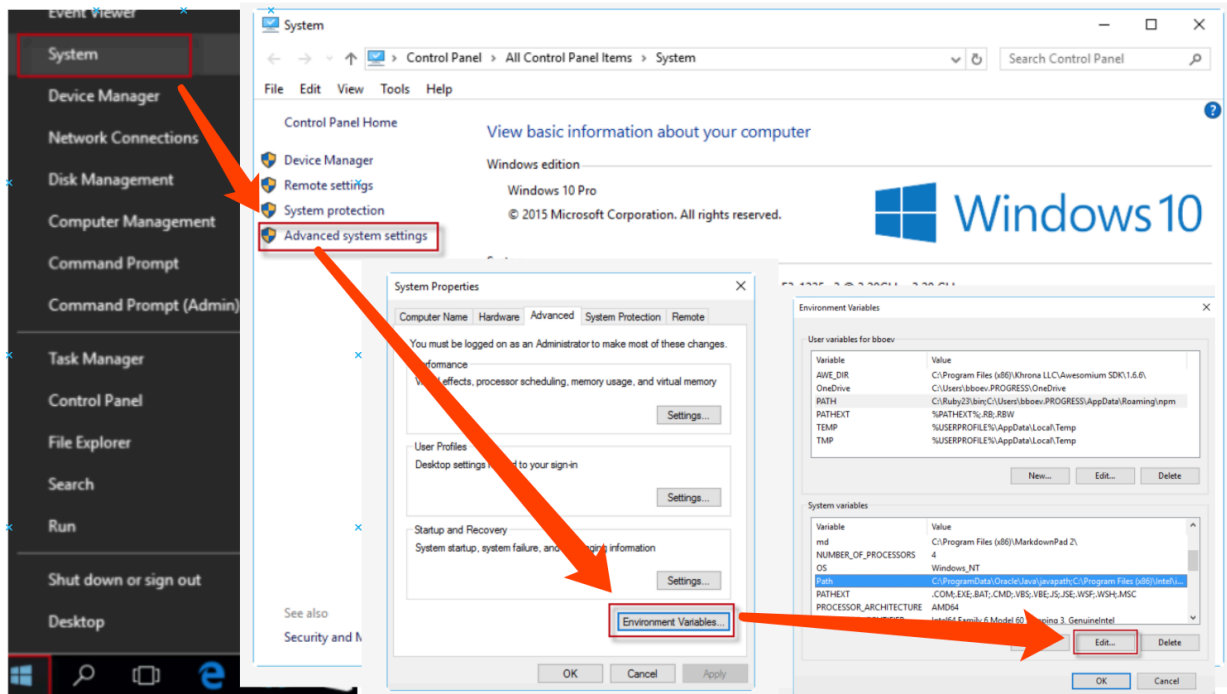 Event Viewer
System
Device Manager
Network Connections
Disk Management
Computer Management
Command Prompt
Command Prompt (Admin)
Task Manager
Control Panel
File Explorer
Search
Run
Shut down or sign out
Desktop
System
Control Panel > All Control Panel Items > System
Search Control Panel
File Edit View Tools Help
Control Panel Home
Device Manager
Remote settings
System protection
Advanced system settings
See also
Security and
View basic information about your computer
Windows edition
Windows 10 Pro
© 2015 Microsoft Corporation. All rights reserved.
Windows 10
System Properties
Computer Name Hardware Advanced System Protection Remote
You must be logged on as an Administrator to make most of these changes.
effects, processor scheduling, memory usage, and virtual memory
Settings...
User Profiles
Desktop settings to your sign-in
Settings...
Startup and Recovery
System startup, system failure, and information
Settings...
Environment Variables...
OK Cancel Apply
Environment Variables
User variables for bboev
Variable Value
AWE_DIR C:\Program Files (x86)\Khrona LLC\Awesomium SDK\1.6.6\
OneDrive C:\Users\bboev.PROGRESS\OneDrive
PATH C:\Ruby23\bin;C:\Users\bboev.PROGRESS\AppData\Roaming\npm
PATHEXT %PATHEXT%;.RB;.RBW
TEMP %USERPROFILE%\AppData\Local\Temp
TMP %USERPROFILE%\AppData\Local\Temp
New... Edit... Delete
System variables
Variable Value
md C:\Program Files (x86)\MarkdownPad 2\
NUMBER_OF_PROCESSORS 4
OS Windows_NT
Path C:\ProgramData\Oracle\Java\javapath;C:\Program Files (x86)\Intel\i...
PATHEXT .COM;.EXE;.BAT;.CMD;.VBS;.VBE;.JS;.JSE;.WSF;.WSH;.MSC
PROCESSOR_ARCHITECTURE AMD64
Intel64 Family 6 Model 60 3, GenuineIntel
Edit... Delete
OK Cancel